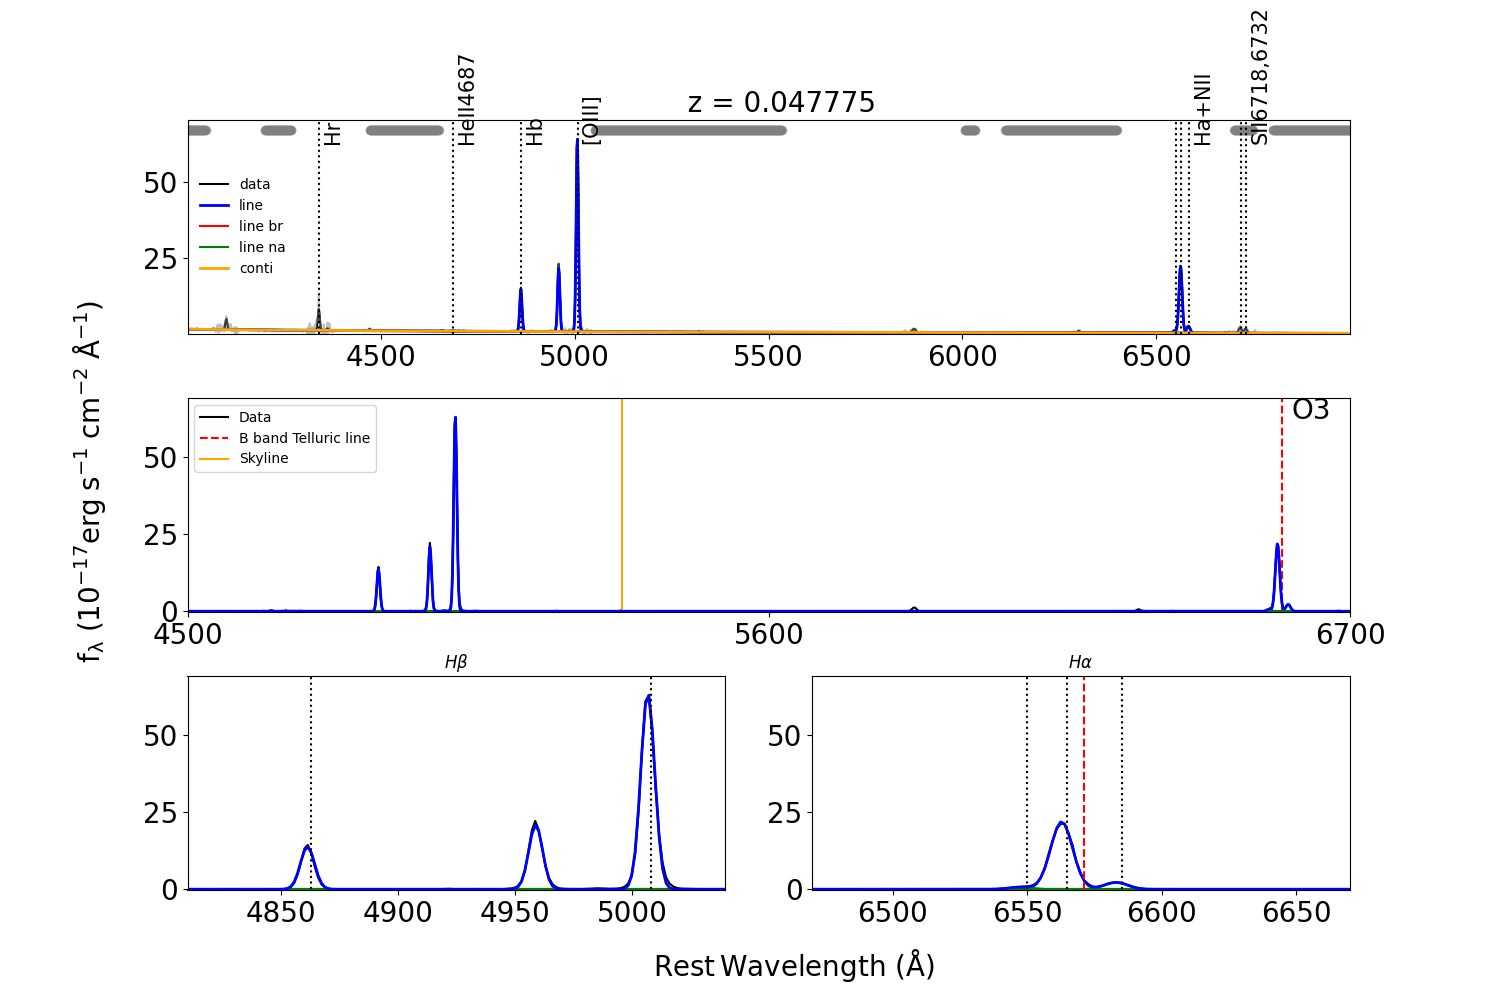 z = 0.047775
Hr
HeII4687
Hb
[OIII]
Ha+NII
SII6718,6732
50
25
data
line
line br
line na
conti
4500 5000 5500 6000 6500
f_λ (10^{-17} erg s^{-1} cm^{-2} Å^{-1})
50
25
0
Data
B band Telluric line
Skyline
O3
4500 5600 6700
Hβ
50
25
0
4850 4900 4950 5000
Hα
50
25
0
6500 6550 6600 6650
Rest Wavelength (Å)